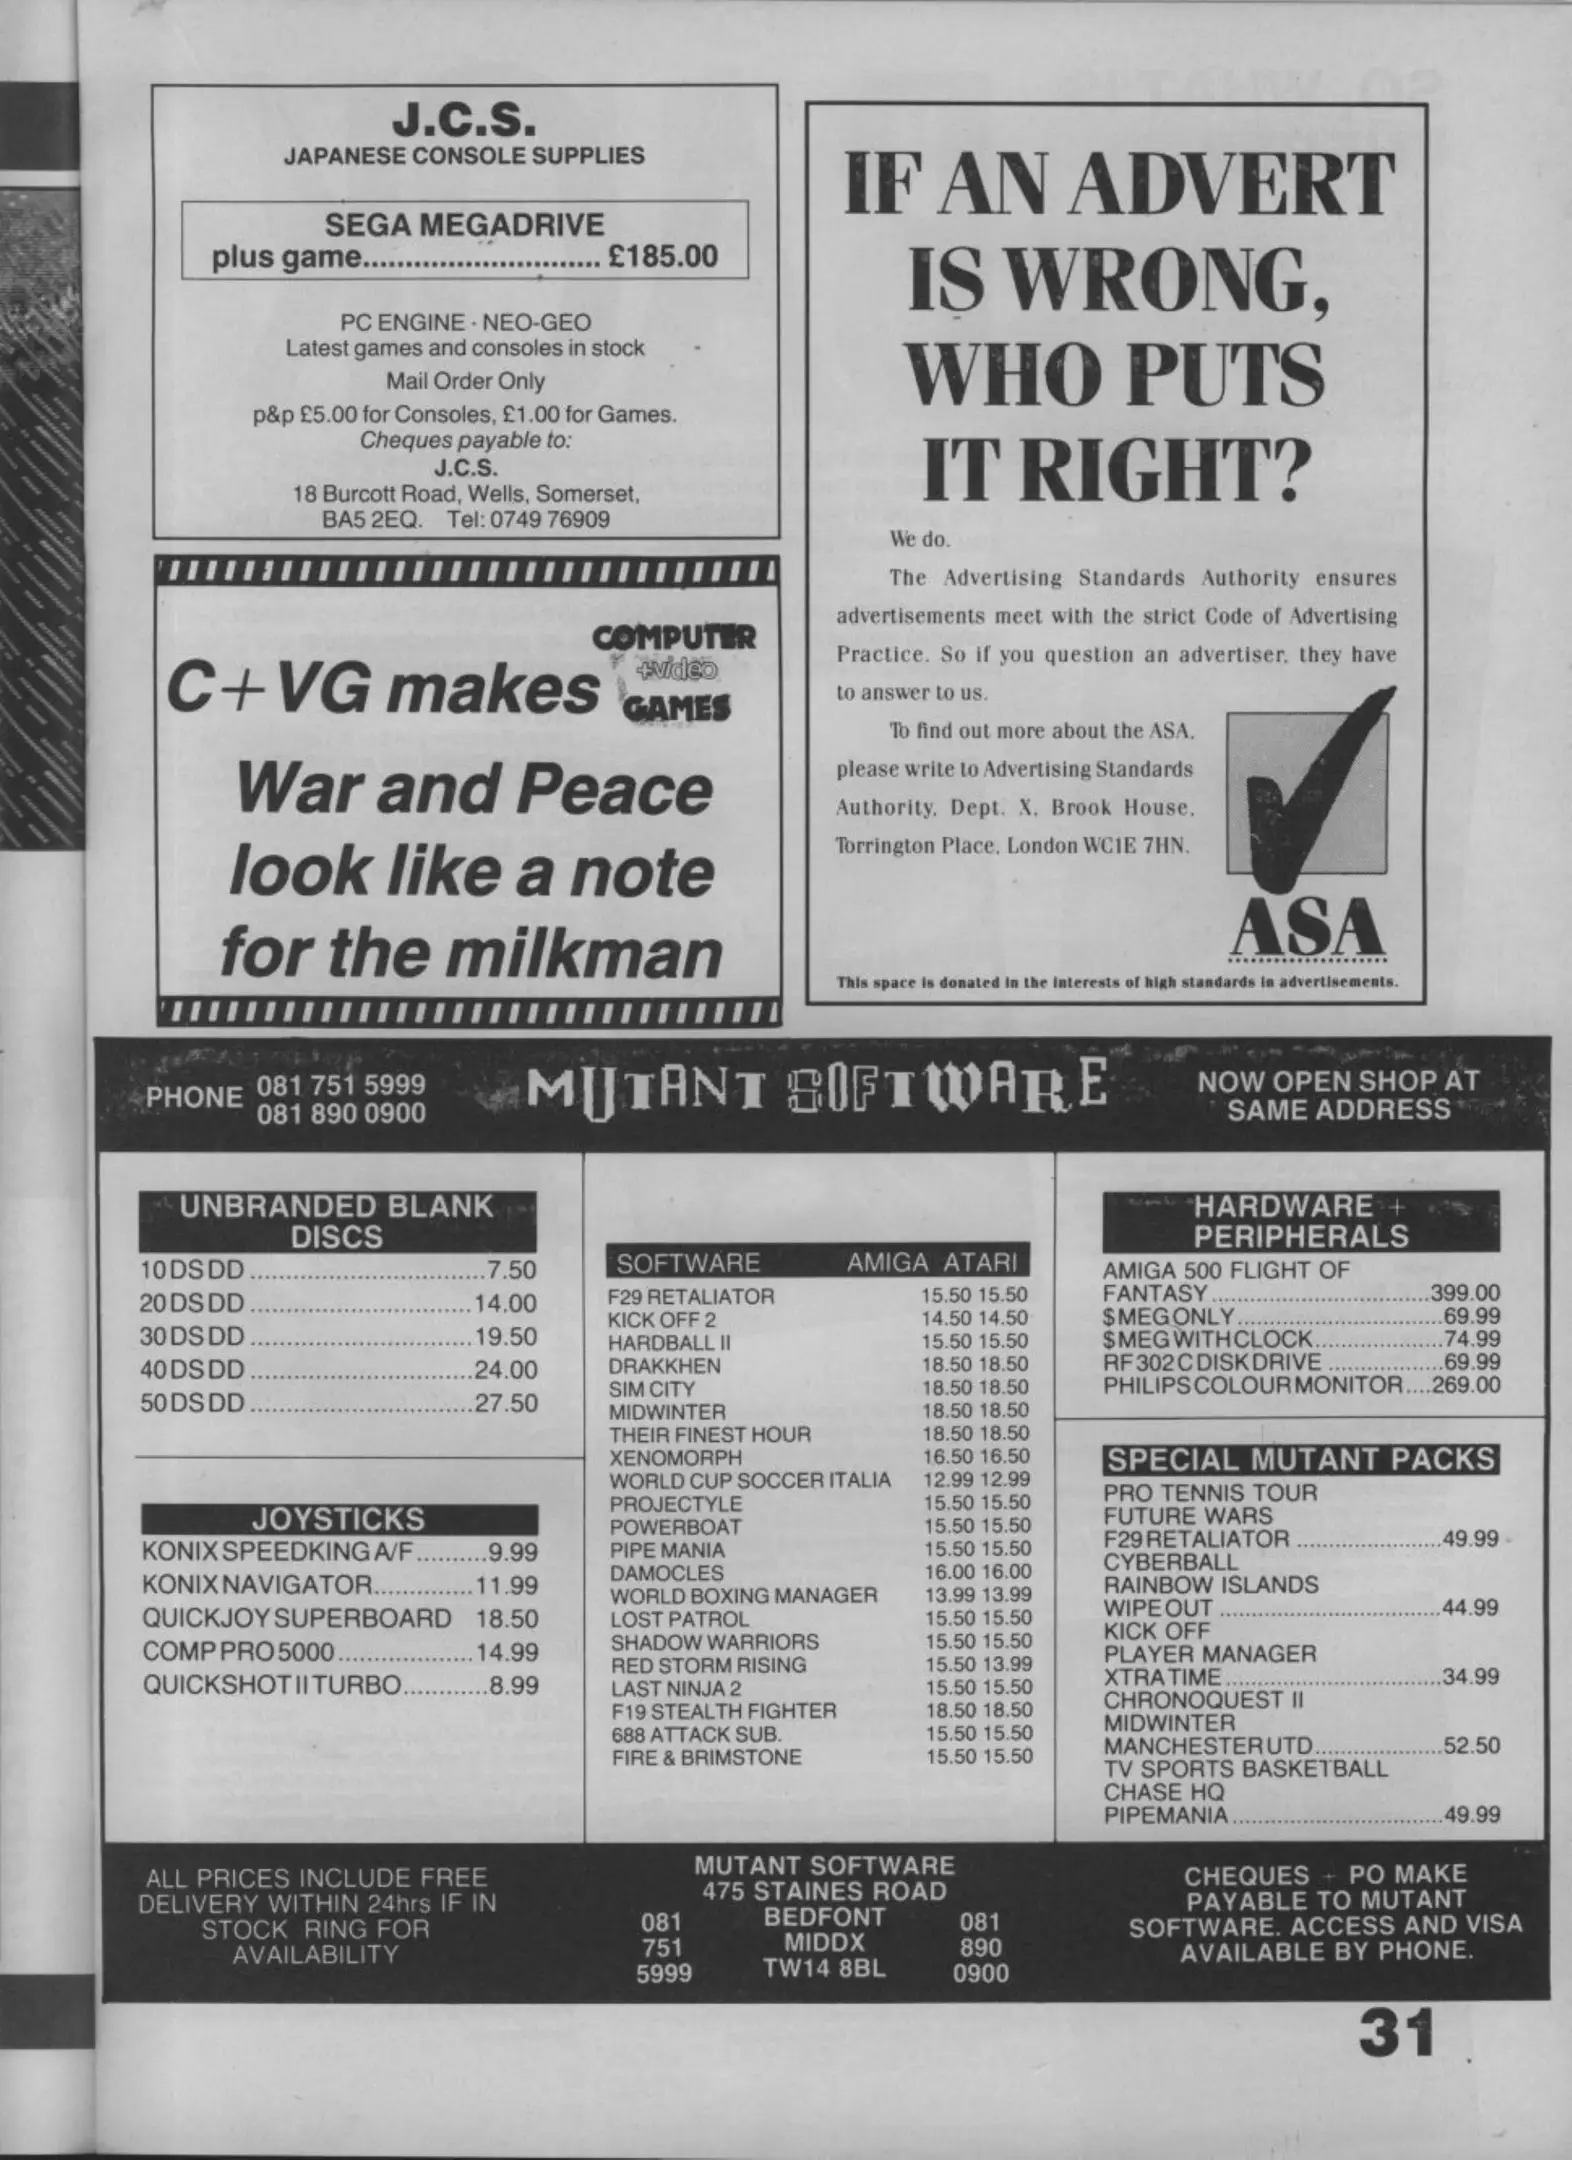 J.C.S.
JAPANESE CONSOLE SUPPLIES
SEGA MEGADRIVE
plus game............................ £185.00
PC ENGINE · NEO-GEO
Latest games and consoles in stock
Mail Order Only
p&p £5.00 for Consoles, £1.00 for Games.
Cheques payable to:
J.C.S.
18 Burcott Road, Wells, Somerset,
BA5 2EQ. Tel: 0749 76909
C+VG makes
COMPUTER
+video
GAMES
War and Peace
look like a note
for the milkman
IF AN ADVERT
IS WRONG,
WHO PUTS
IT RIGHT?
We do.
The Advertising Standards Authority ensures
advertisements meet with the strict Code of Advertising
Practice. So if you question an advertiser, they have
to answer to us.
To find out more about the ASA,
please write to Advertising Standards
Authority, Dept. X, Brook House,
Torrington Place, London WC1E 7HN.
ASA
This space is donated in the interests of high standards in advertisements.
PHONE 081 751 5999
081 890 0900
MUTANT SOFTWARE
NOW OPEN SHOP AT
SAME ADDRESS
UNBRANDED BLANK
DISCS
10 DS DD ................................. 7.50
20 DS DD ............................... 14.00
30 DS DD ............................... 19.50
40 DS DD ............................... 24.00
50 DS DD ............................... 27.50
JOYSTICKS
KONIX SPEEDKING A/F .......... 9.99
KONIX NAVIGATOR .............. 11.99
QUICKJOY SUPERBOARD 18.50
COMP PRO 5000 ................... 14.99
QUICKSHOT II TURBO ............ 8.99
SOFTWARE AMIGA ATARI
F29 RETALIATOR 15.50 15.50
KICK OFF 2 14.50 14.50
HARDBALL II 15.50 15.50
DRAKKHEN 18.50 18.50
SIM CITY 18.50 18.50
MIDWINTER 18.50 18.50
THEIR FINEST HOUR 18.50 18.50
XENOMORPH 16.50 16.50
WORLD CUP SOCCER ITALIA 12.99 12.99
PROJECTYLE 15.50 15.50
POWERBOAT 15.50 15.50
PIPE MANIA 15.50 15.50
DAMOCLES 16.00 16.00
WORLD BOXING MANAGER 13.99 13.99
LOST PATROL 15.50 15.50
SHADOW WARRIORS 15.50 15.50
RED STORM RISING 15.50 13.99
LAST NINJA 2 15.50 15.50
F19 STEALTH FIGHTER 18.50 18.50
688 ATTACK SUB. 15.50 15.50
FIRE & BRIMSTONE 15.50 15.50
HARDWARE +
PERIPHERALS
AMIGA 500 FLIGHT OF
FANTASY ................................ 399.00
$ MEG ONLY ............................. 69.99
$ MEG WITH CLOCK .................... 74.99
RF 302 C DISK DRIVE .................. 69.99
PHILIPS COLOUR MONITOR .... 269.00
SPECIAL MUTANT PACKS
PRO TENNIS TOUR
FUTURE WARS
F29 RETALIATOR ...................... 49.99
CYBERBALL
RAINBOW ISLANDS
WIPEOUT ................................. 44.99
KICK OFF
PLAYER MANAGER
XTRA TIME ................................ 34.99
CHRONOQUEST II
MIDWINTER
MANCHESTER UTD .................... 52.50
TV SPORTS BASKETBALL
CHASE HQ
PIPEMANIA ................................ 49.99
ALL PRICES INCLUDE FREE
DELIVERY WITHIN 24hrs IF IN
STOCK RING FOR
AVAILABILITY
MUTANT SOFTWARE
475 STAINES ROAD
081 BEDFONT 081
751 MIDDX 890
5999 TW14 8BL 0900
CHEQUES + PO MAKE
PAYABLE TO MUTANT
SOFTWARE. ACCESS AND VISA
AVAILABLE BY PHONE.
31